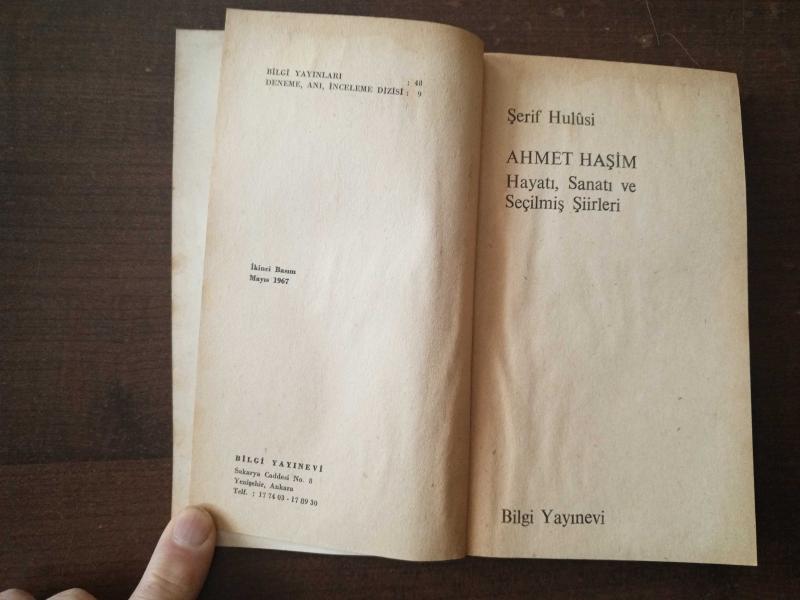 BİLGİ YAYINLARI : 48
DENEME, ANI, İNCELEME DİZİSİ : 9
İkinci Basım
Mayıs 1967
BİLGİ YAYINEVİ
Sakarya Caddesi No. 8
Yenişehir, Ankara
Telf. : 17 74 03 - 17 89 30
Şerif Hulûsi
AHMET HAŞİM
Hayatı, Sanatı ve
Seçilmiş Şiirleri
Bilgi Yayınevi